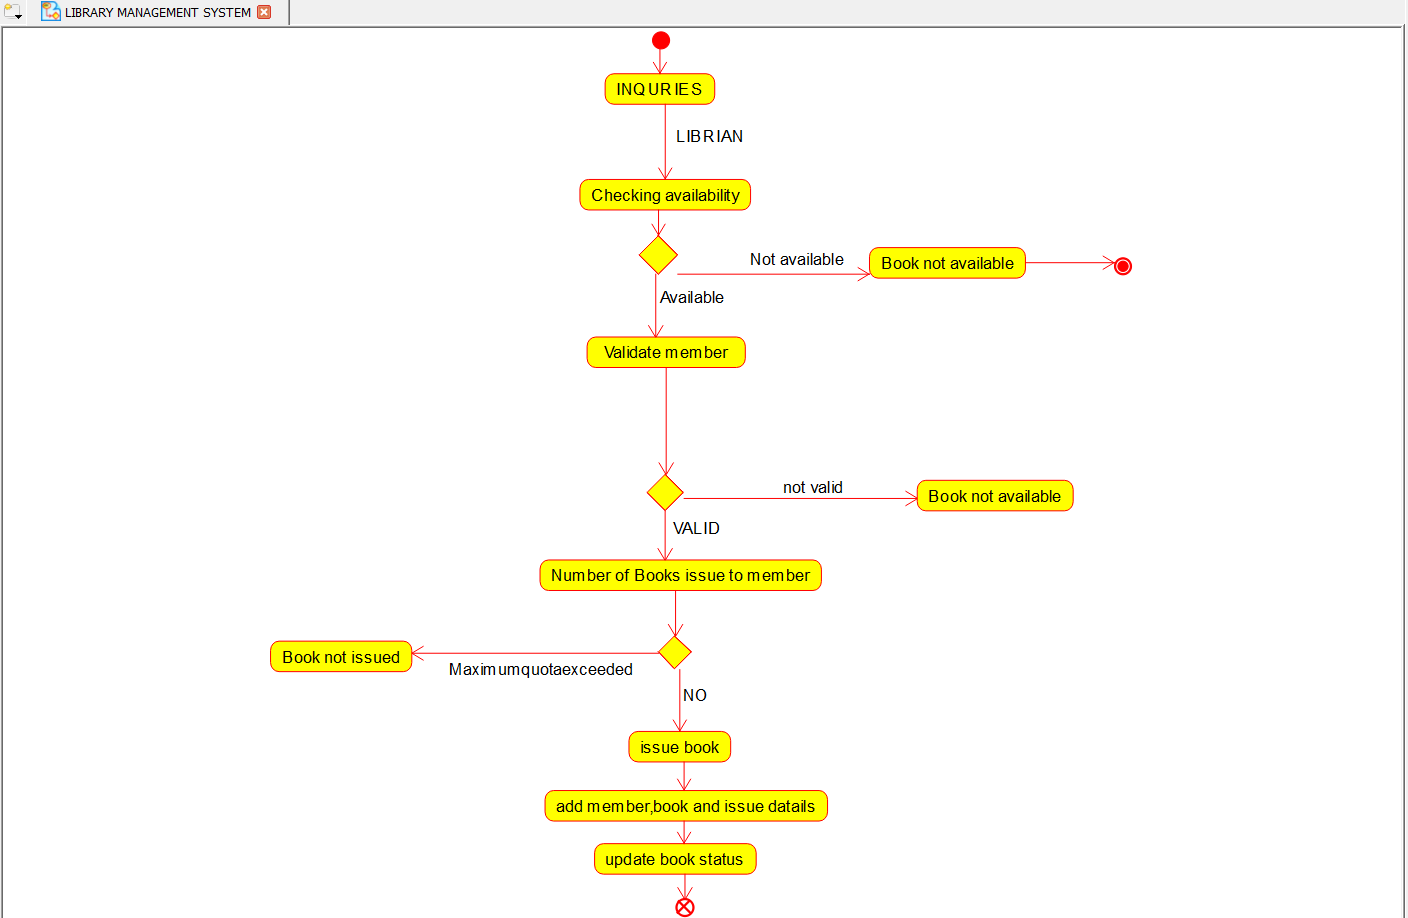 LIBRARY MANAGEMENT SYSTEM
INQURIES
LIBRIAN
Checking availability
Not available
Book not available
Available
Validate member
not valid
Book not available
VALID
Number of Books issue to member
Book not issued
Maximumquotaexceeded
NO
issue book
add member,book and issue datails
update book status